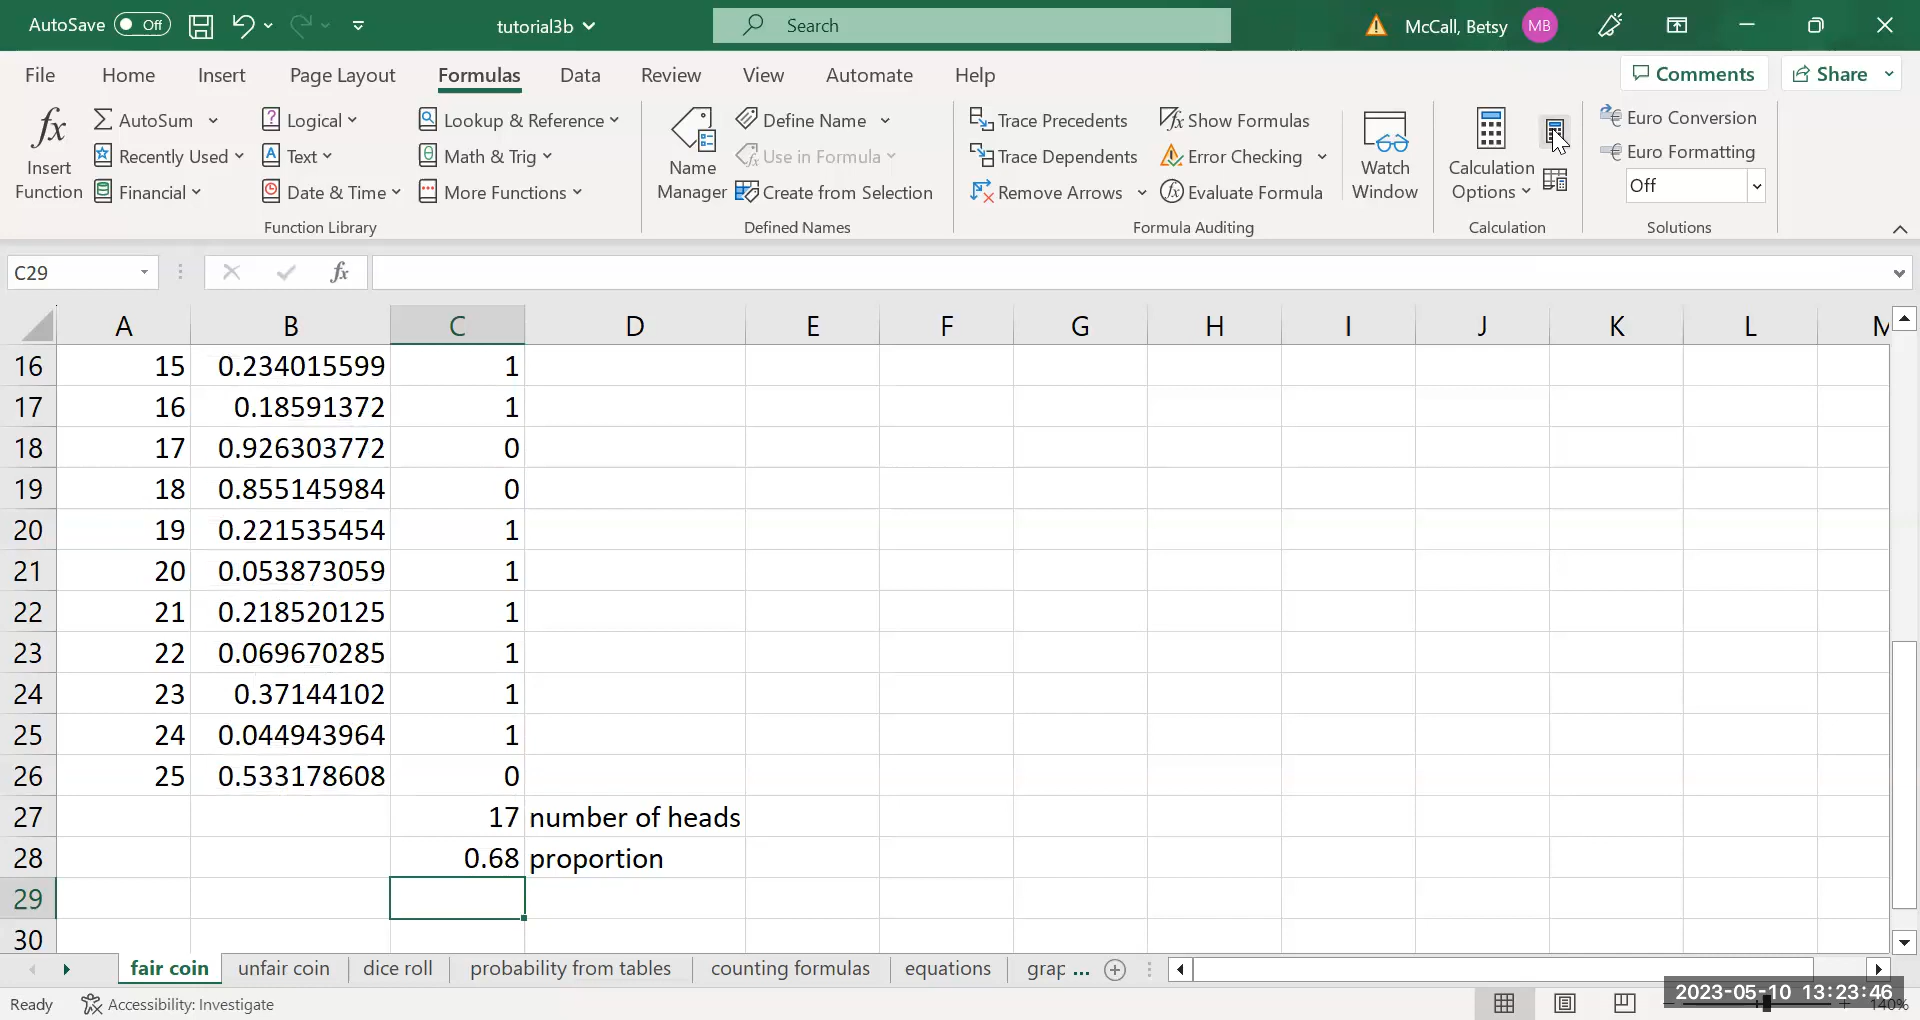 AutoSave Off tutorial3b Search McCall, Betsy MB
File Home Insert Page Layout Formulas Data Review View Automate Help Comments Share
fx Insert Function
AutoSum
Recently Used
Financial
Logical
Text
Date & Time
Lookup & Reference
Math & Trig
More Functions
Function Library
Name Manager
Define Name
Use in Formula
Create from Selection
Defined Names
Trace Precedents
Trace Dependents
Remove Arrows
Show Formulas
Error Checking
Evaluate Formula
Formula Auditing
Watch Window
Calculation Options
Calculation
Euro Conversion
Euro Formatting
Off
Solutions
C29 fx
A B C D E F G H I J K L M
16 15 0.234015599 1
17 16 0.18591372 1
18 17 0.926303772 0
19 18 0.855145984 0
20 19 0.221535454 1
21 20 0.053873059 1
22 21 0.218520125 1
23 22 0.069670285 1
24 23 0.37144102 1
25 24 0.044943964 1
26 25 0.533178608 0
27 17 number of heads
28 0.68 proportion
29
30
fair coin unfair coin dice roll probability from tables counting formulas equations grap ...
Ready Accessibility: Investigate 140%
2023-05-10 13:23:46